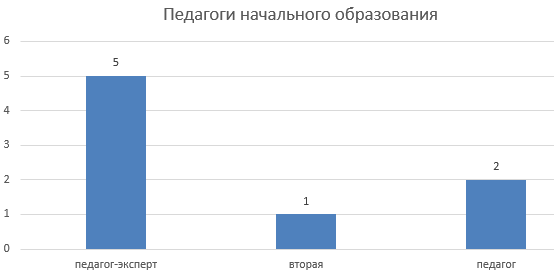 Педагоги начального образования
6
5
4
3
2
1
0
5
1
2
педагог-эксперт
вторая
педагог